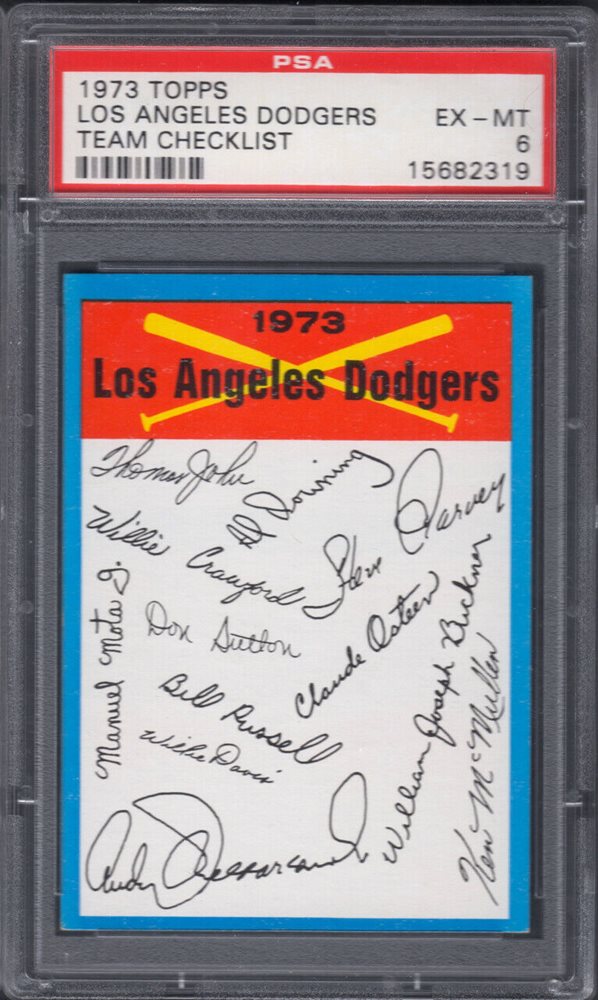 PSA
1973 TOPPS
LOS ANGELES DODGERS EX - MT
TEAM CHECKLIST 6
15682319
1973
Los Angeles Dodgers
Thomas John
Al Downing
Steve Garvey
Willie Crawford
Manuel Mota G.
Don Sutton
Claude Osteen
William Joseph Buckner
Ken McMullen
Bill Russell
Willie Davis
Andy Messersmith